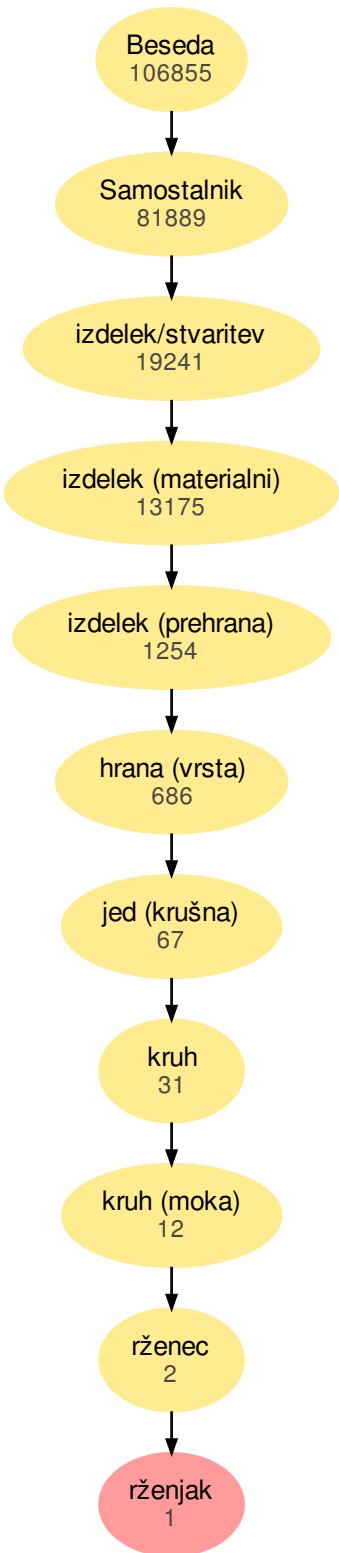 Beseda
106855
Samostalnik
81889
izdelek/stvaritev
19241
izdelek (materialni)
13175
izdelek (prehrana)
1254
hrana (vrsta)
686
jed (krušna)
67
kruh
31
kruh (moka)
12
rženec
2
rženjak
1